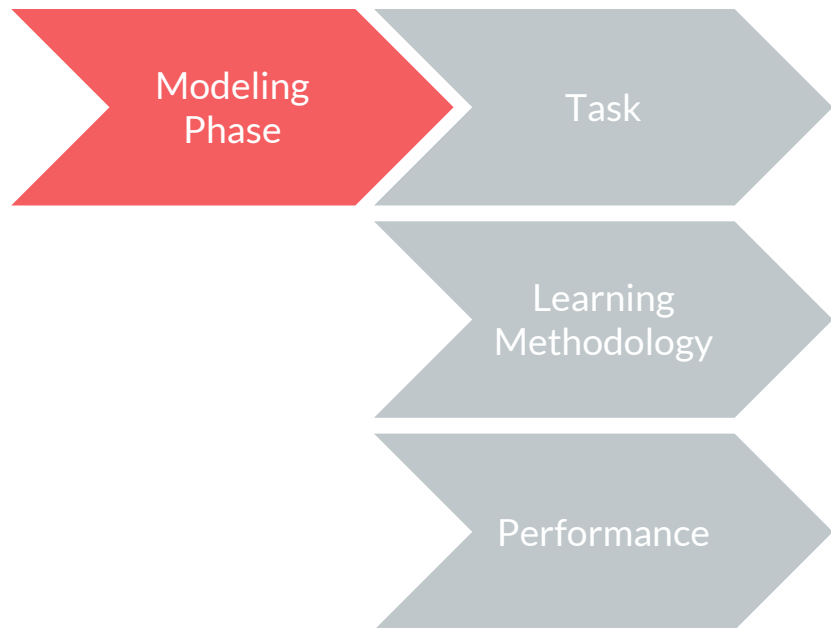 Modeling
Phase
Task
Learning
Methodology
Performance